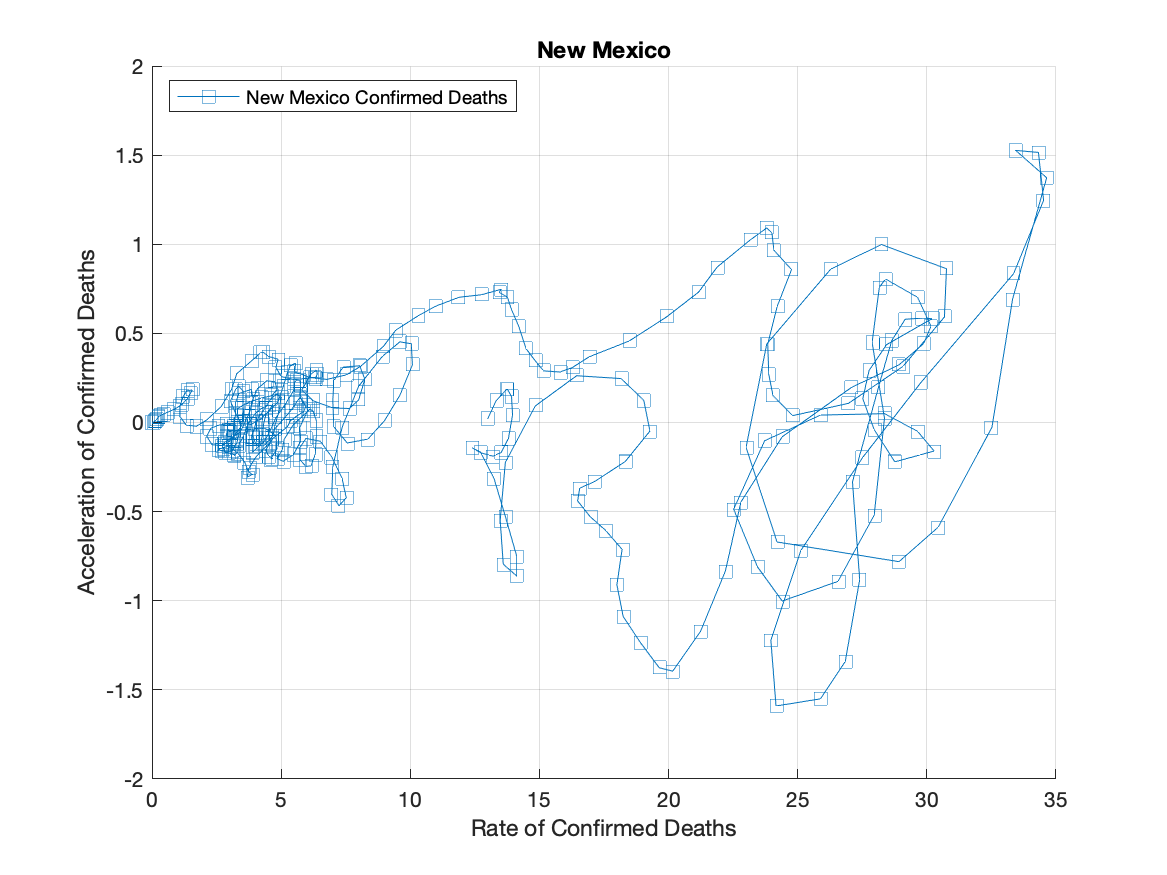 New Mexico
New Mexico Confirmed Deaths
2
1.5
1
0.5
0
-0.5
-1
-1.5
-2
Acceleration of Confirmed Deaths
0 5 10 15 20 25 30 35
Rate of Confirmed Deaths